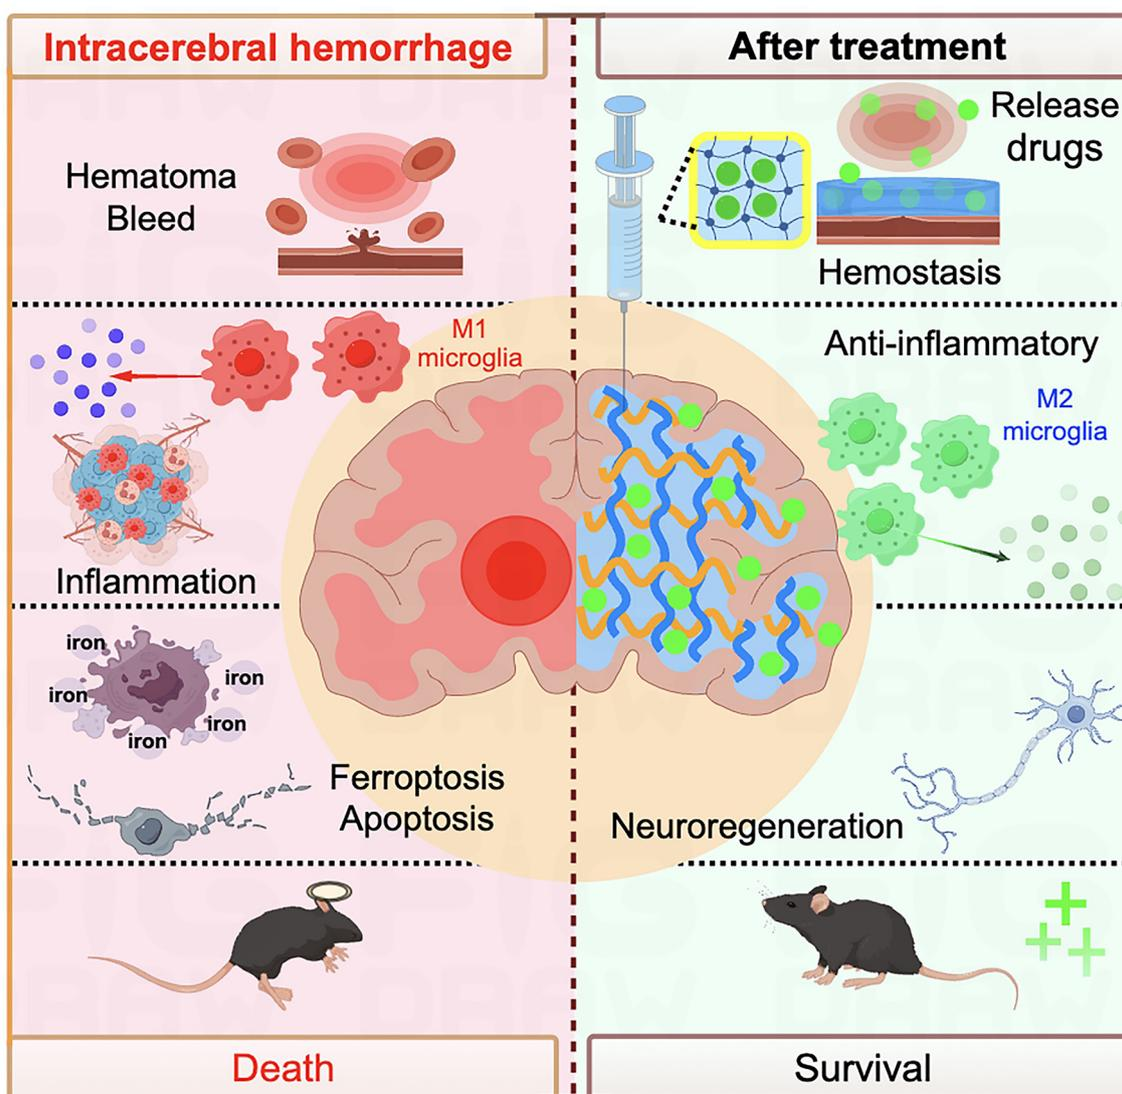 Intracerebral hemorrhage
After treatment
Hematoma
Bleed
Release
drugs
Hemostasis
M1
microglia
Inflammation
Anti-inflammatory
M2
microglia
iron
iron
iron
iron
iron
Ferroptosis
Apoptosis
Neuroregeneration
Death
Survival